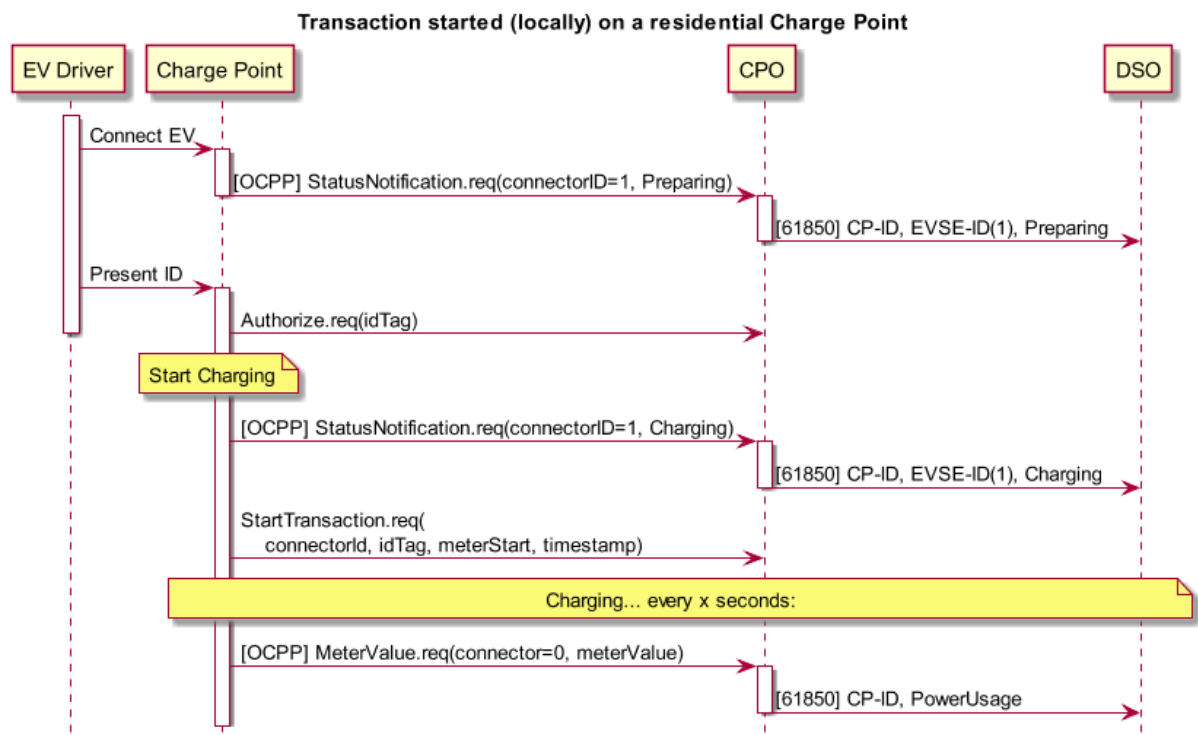 Transaction started (locally) on a residential Charge Point
EV Driver
Charge Point
CPO
DSO
Connect EV
[OCPP] StatusNotification.req(connectorID=1, Preparing)
[61850] CP-ID, EVSE-ID(1), Preparing
Present ID
Authorize.req(idTag)
Start Charging
[OCPP] StatusNotification.req(connectorID=1, Charging)
[61850] CP-ID, EVSE-ID(1), Charging
StartTransaction.req(
connectorId, idTag, meterStart, timestamp)
Charging... every x seconds:
[OCPP] MeterValue.req(connector=0, meterValue)
[61850] CP-ID, PowerUsage